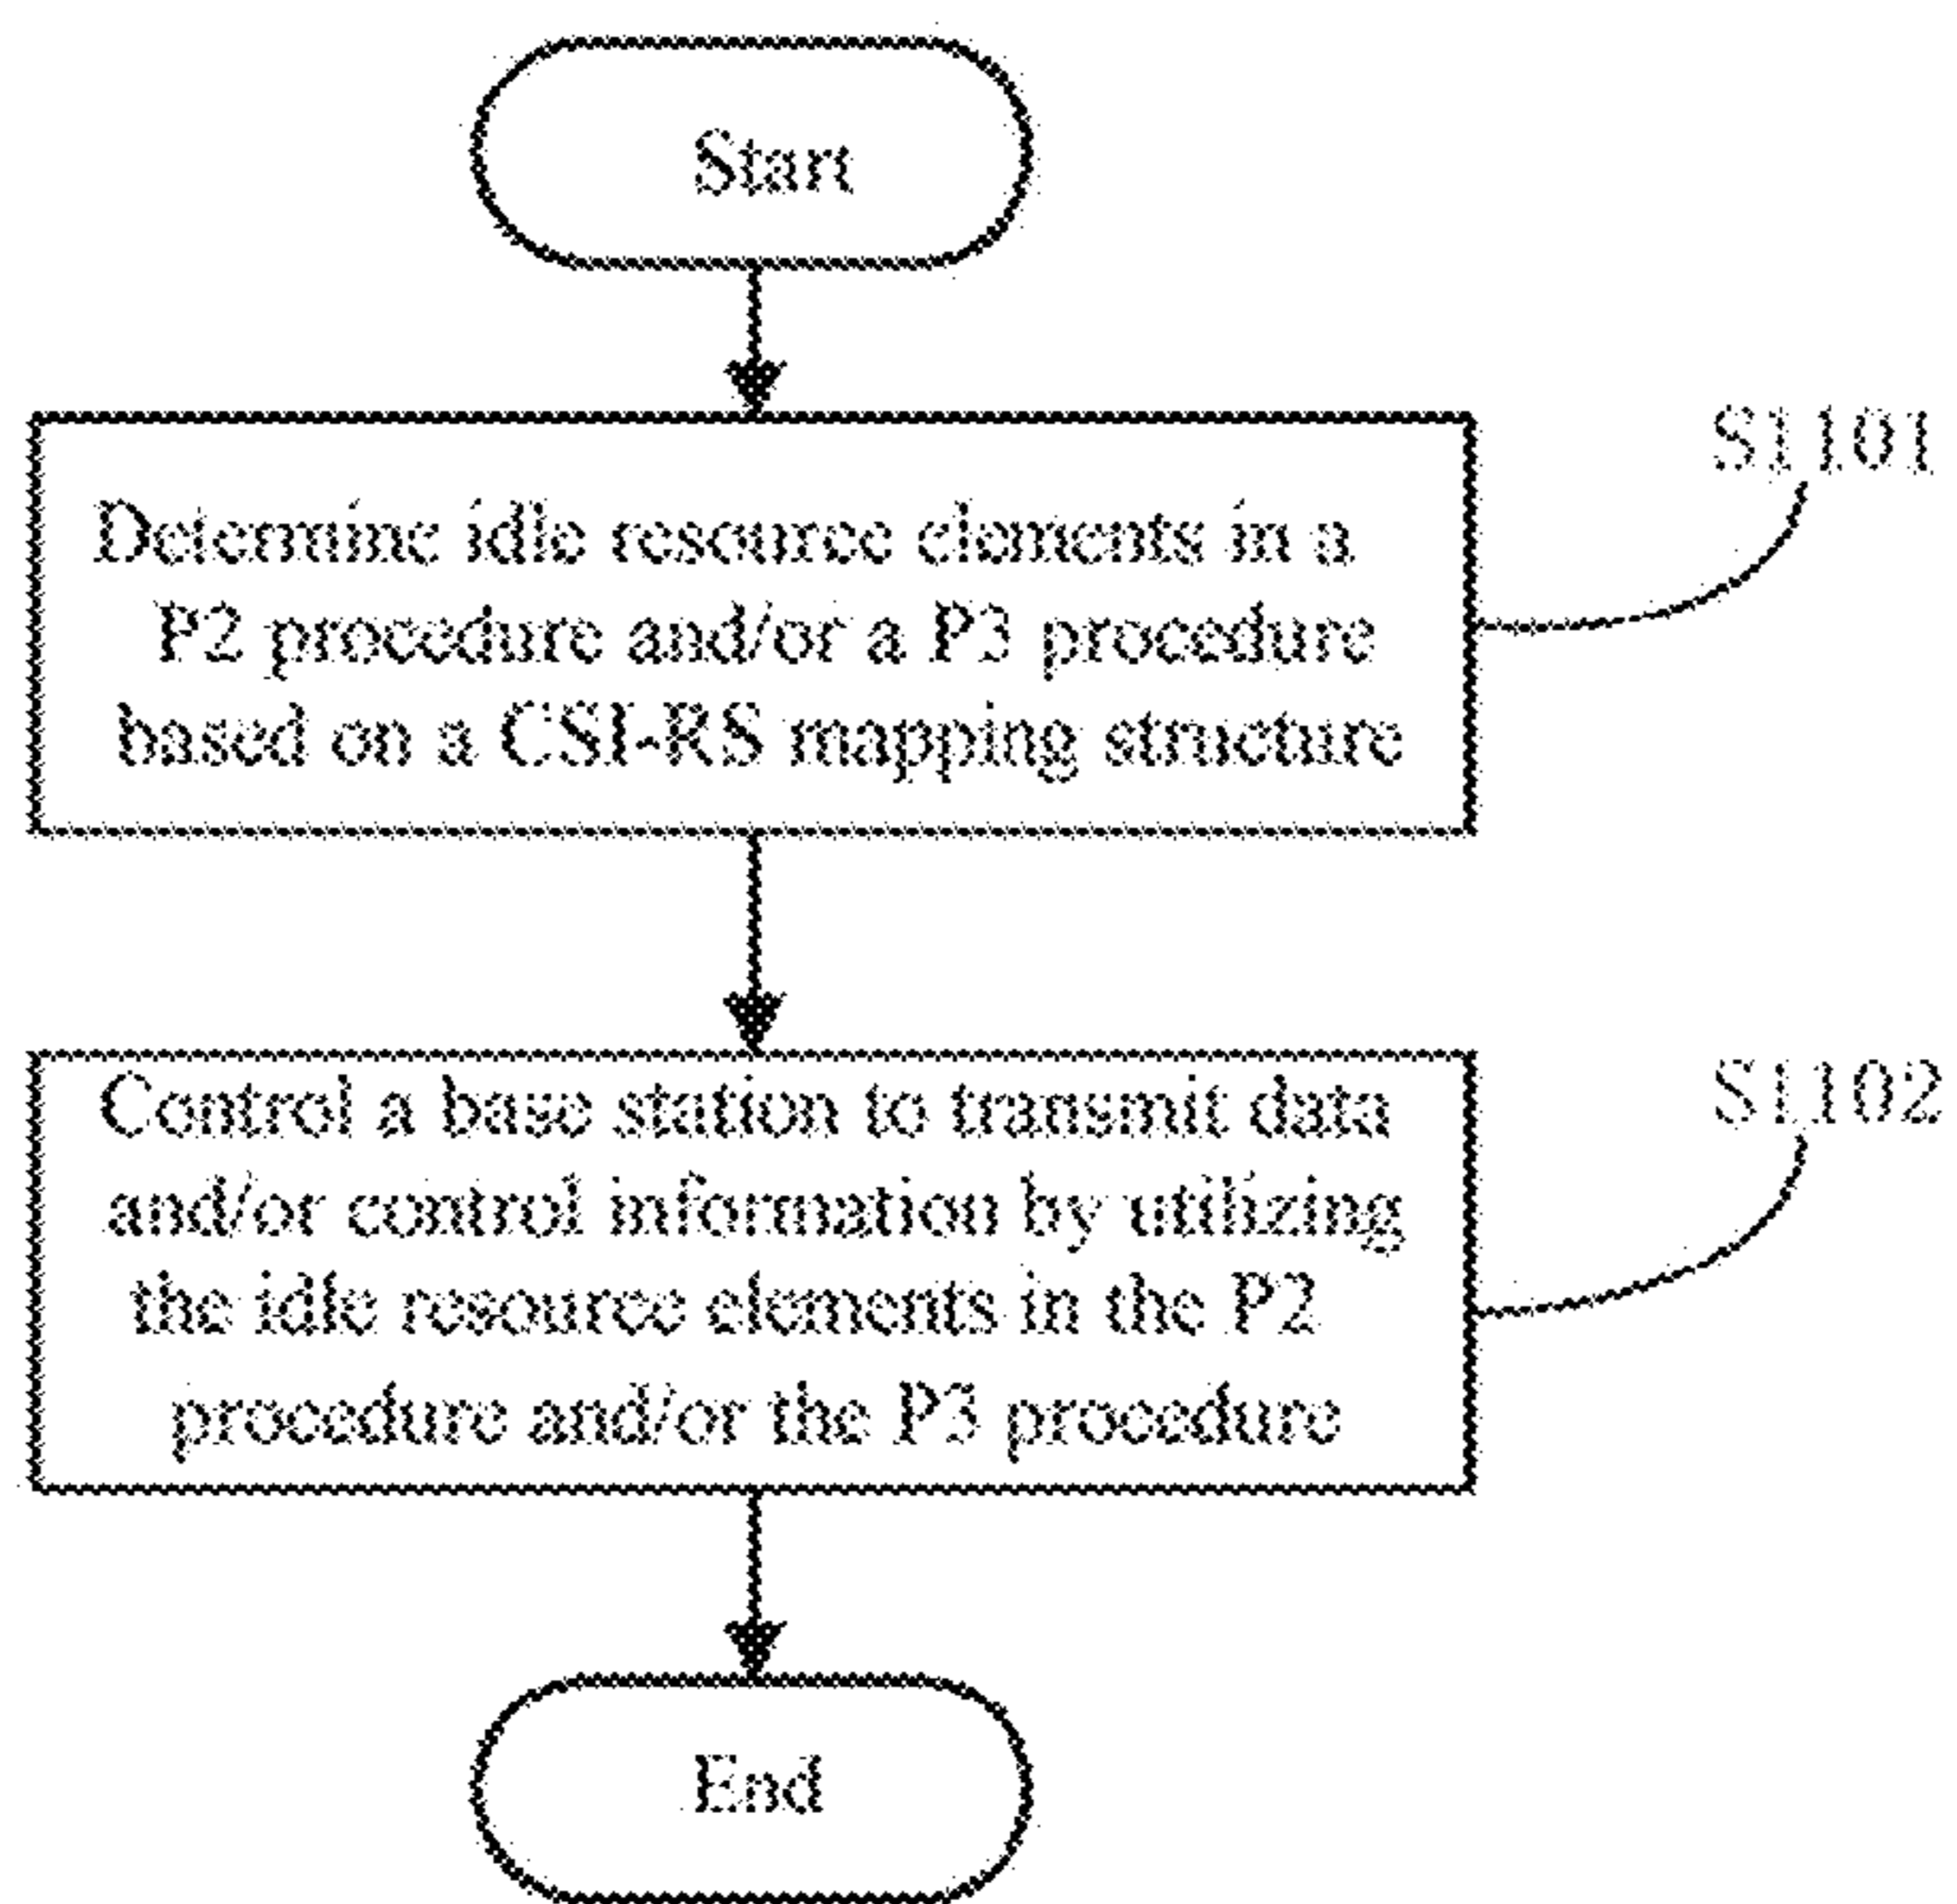 Start
S1101
Determine idle resource elements in a
P2 procedure and/or a P3 procedure
based on a CSI-RS mapping structure
S1102
Control a base station to transmit data
and/or control information by utilizing
the idle resource elements in the P2
procedure and/or the P3 procedure
End